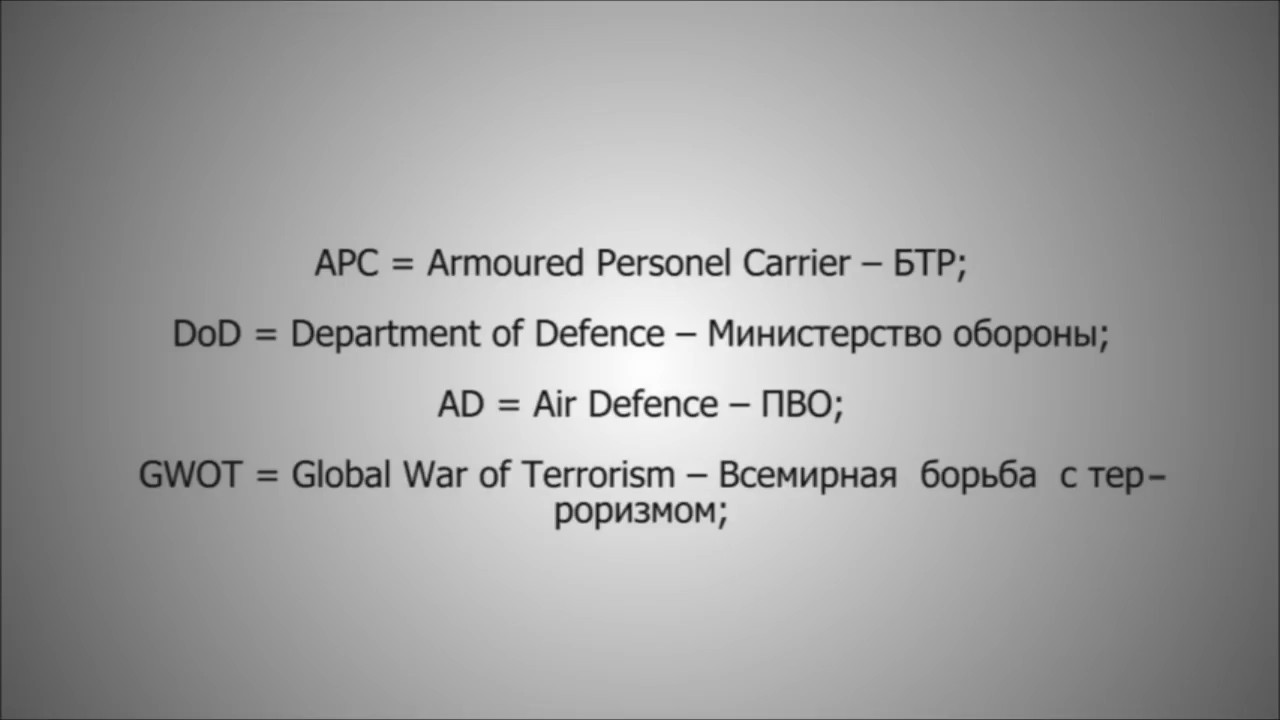 APC = Armoured Personel Carrier – БТР;
DoD = Department of Defence – Министерство обороны;
AD = Air Defence – ПВО;
GWOT = Global War of Terrorism – Всемирная борьба с тер–
роризмом;